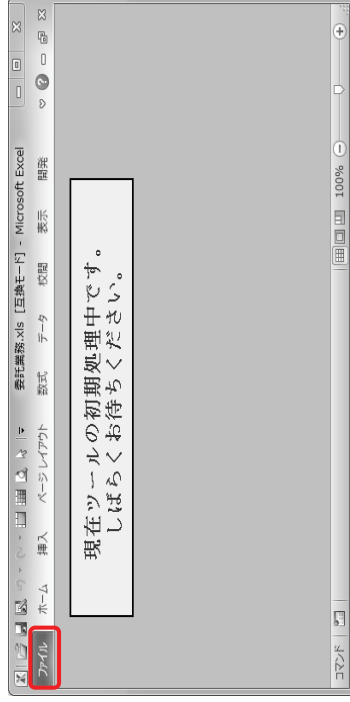 委託業務.xls [互換モード] - Microsoft Excel
ファイル ホーム 挿入 ページ レイアウト 数式 データ 校閲 表示 開発
現在ツールの初期処理中です。
しばらくお待ちください。
コマンド 100%